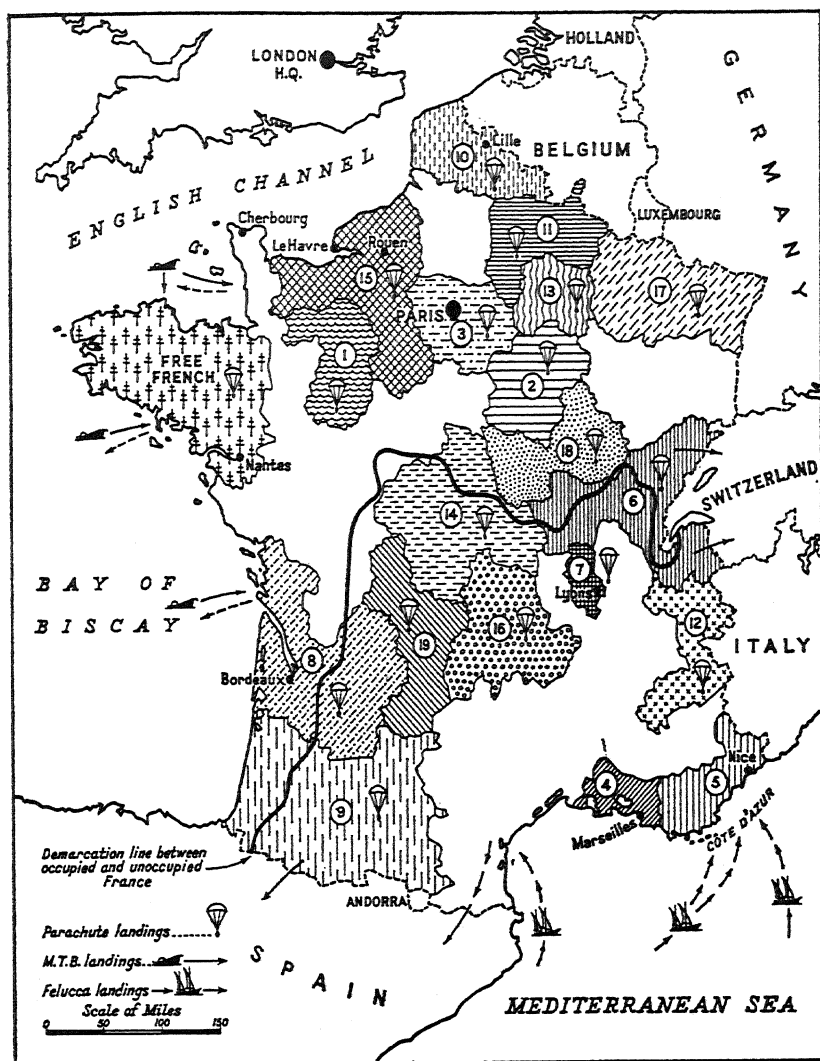 LONDON
H.Q.
HOLLAND
GERMANY
Lille
BELGIUM
10
ENGLISH CHANNEL
Cherbourg
LUXEMBOURG
11
Le Havre
Rouen
15
13
17
PARIS
3
1
FREE
FRENCH
2
18
Nantes
SWITZERLAND
6
14
7
Lyons
BAY OF
BISCAY
12
16
19
ITALY
8
Bordeaux
Nice
4
5
9
Marseilles
CÔTE D'AZUR
Demarcation line between
occupied and unoccupied
France
ANDORRA
Parachute landings
SPAIN
M.T.B. landings
Felucca landings
MEDITERRANEAN SEA
Scale of Miles
0 50 100 150